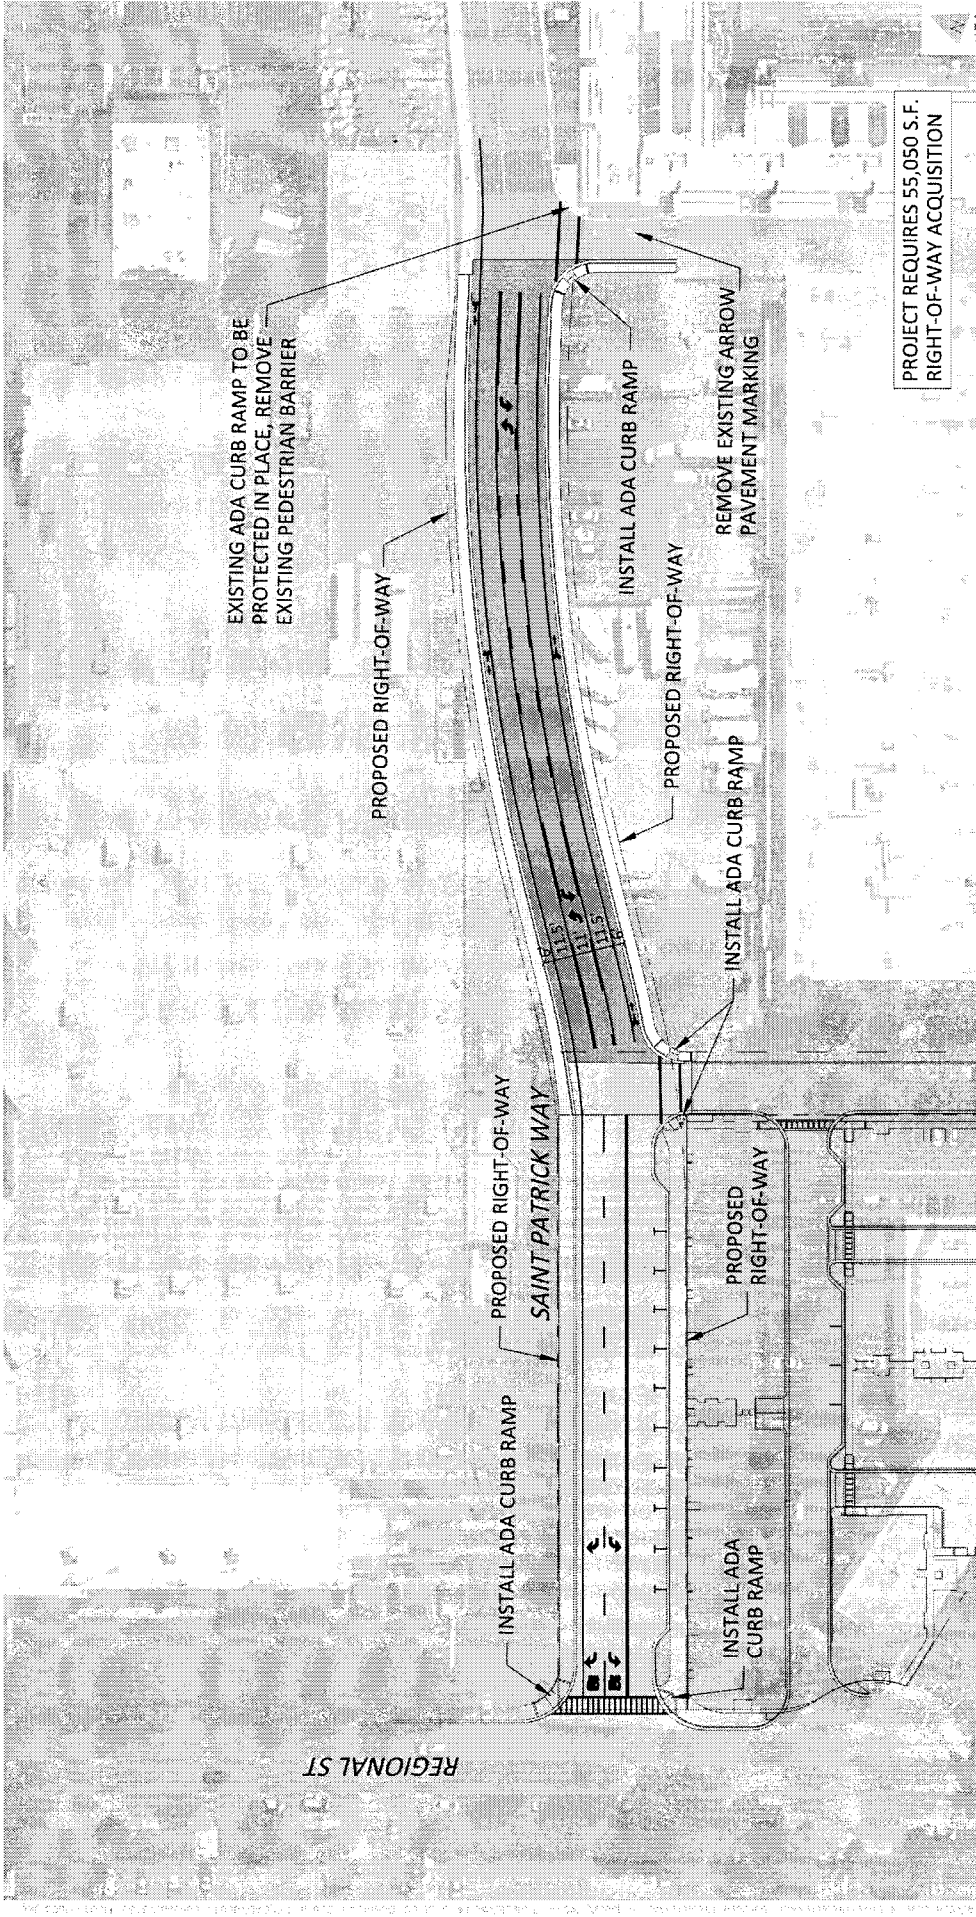 EXISTING ADA CURB RAMP TO BE
PROTECTED IN PLACE, REMOVE
EXISTING PEDESTRIAN BARRIER
PROPOSED RIGHT-OF-WAY
INSTALL ADA CURB RAMP
PROPOSED RIGHT-OF-WAY
SAINT PATRICK WAY
REGIONAL ST
6'
11.5'
11'
11.5'
6'
INSTALL ADA CURB RAMP
PROPOSED RIGHT-OF-WAY
REMOVE EXISTING ARROW
PAVEMENT MARKING
INSTALL ADA CURB RAMP
PROPOSED
RIGHT-OF-WAY
INSTALL ADA
CURB RAMP
PROJECT REQUIRES 55,050 S.F.
RIGHT-OF-WAY ACQUISITION